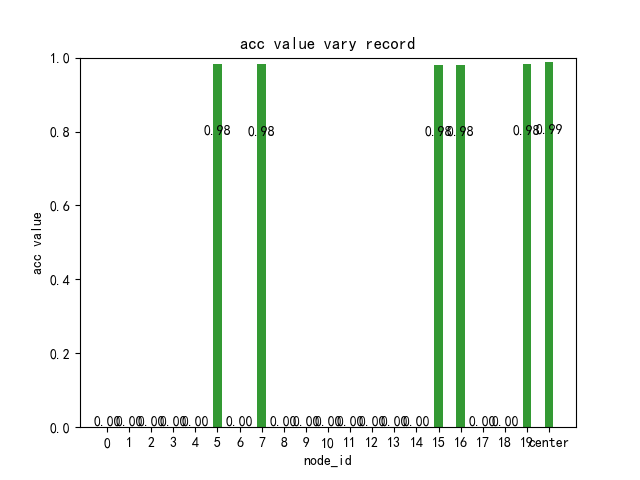 acc value vary record
1.0
0.8
0.6
0.4
0.2
0.0
acc value
0.98 0.98 0.98 0.98 0.98 0.99
0.00 0.00 0.00 0.00 0.00 0.00 0.00 0.00 0.00 0.00 0.00 0.00 0.00 0.00 0.00
0 1 2 3 4 5 6 7 8 9 10 11 12 13 14 15 16 17 18 19 center
node_id